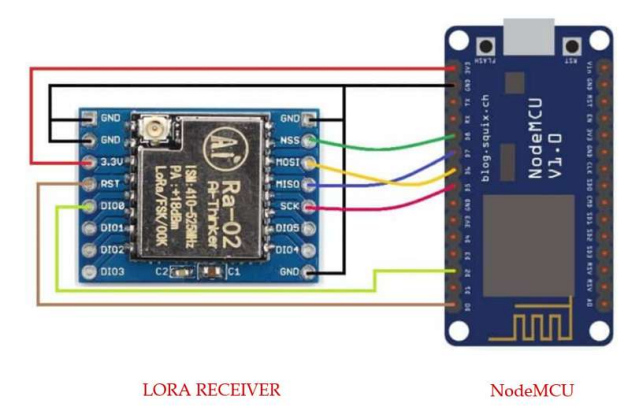 GND
GND
3.3V
RST
DIO0
DIO1
DIO2
DIO3
Ai
Ra-02
Ai-Thinker
ISM:410-525MHz
PA:+18dBm
LoRa/FSK/OOK
C2
C1
GND
NSS
MOSI
MISO
SCK
DIO5
DIO4
GND
FLASH
RST
3V3
GND
TX
RX
D8
D7
D6
D5
GND
3V3
D4
D3
D2
D1
D0
blog.squix.ch
NodeMCU
V1.0
Vin
GND
RST
EN
3V3
GND
CLK
SD0
CMD
SD1
SD2
SD3
RSV
RSV
A0
LORA RECEIVER
NodeMCU